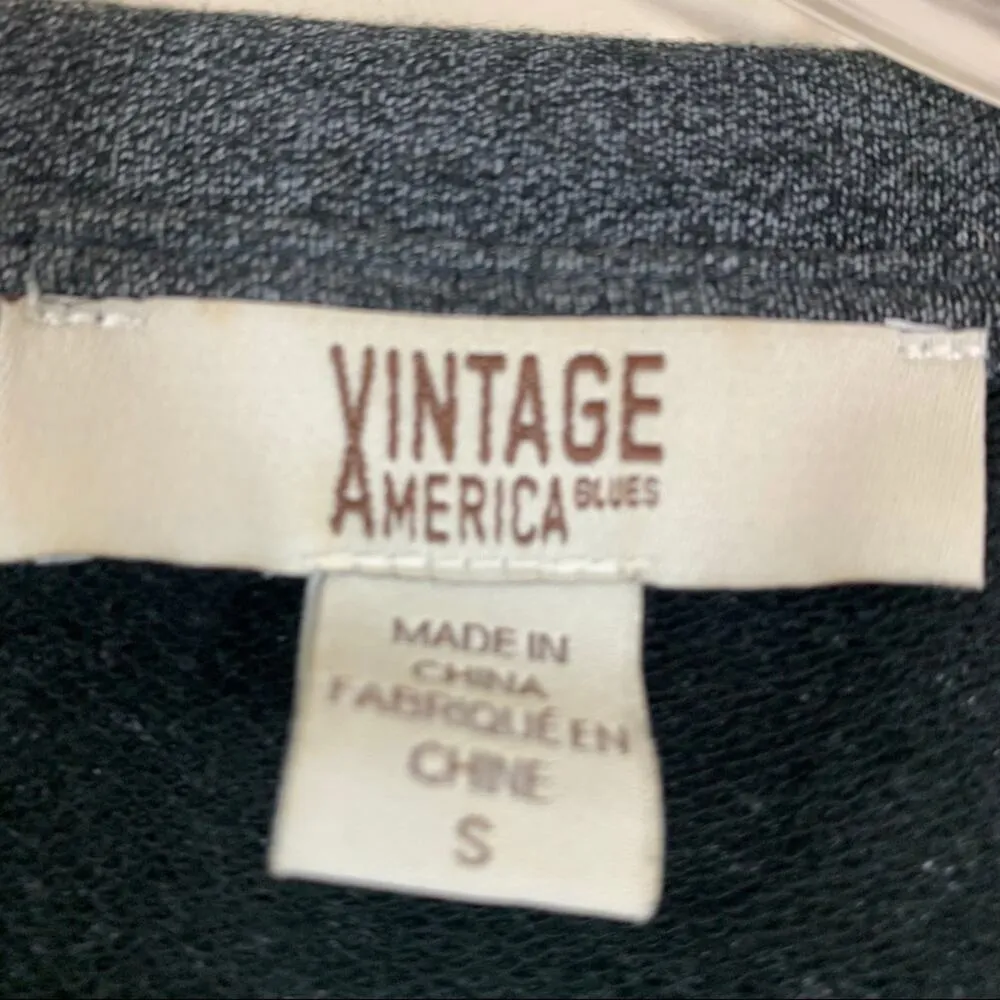 VINTAGE
AMERICA BLUES
MADE IN
CHINA
FABRIQUÉ EN
CHINE
S